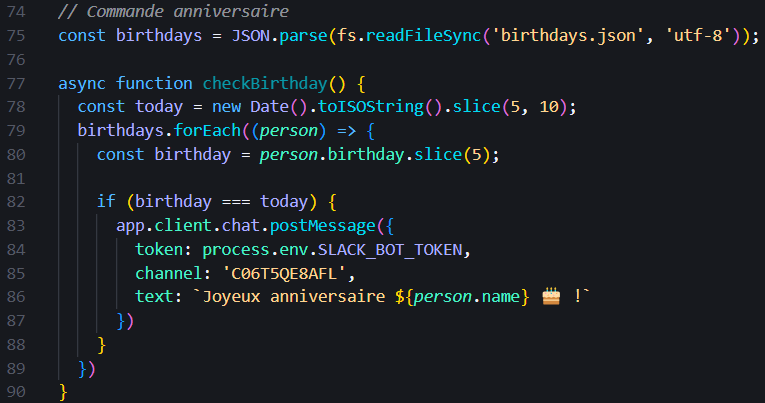 74 // Commande anniversaire
75 const birthdays = JSON.parse(fs.readFileSync('birthdays.json', 'utf-8'));
76
77 async function checkBirthday() {
78 const today = new Date().toISOString().slice(5, 10);
79 birthdays.forEach((person) => {
80 const birthday = person.birthday.slice(5);
81
82 if (birthday === today) {
83 app.client.chat.postMessage({
84 token: process.env.SLACK_BOT_TOKEN,
85 channel: 'C06T5QE8AFL',
86 text: `Joyeux anniversaire ${person.name} 🎂 !`
87 })
88 }
89 })
90 }